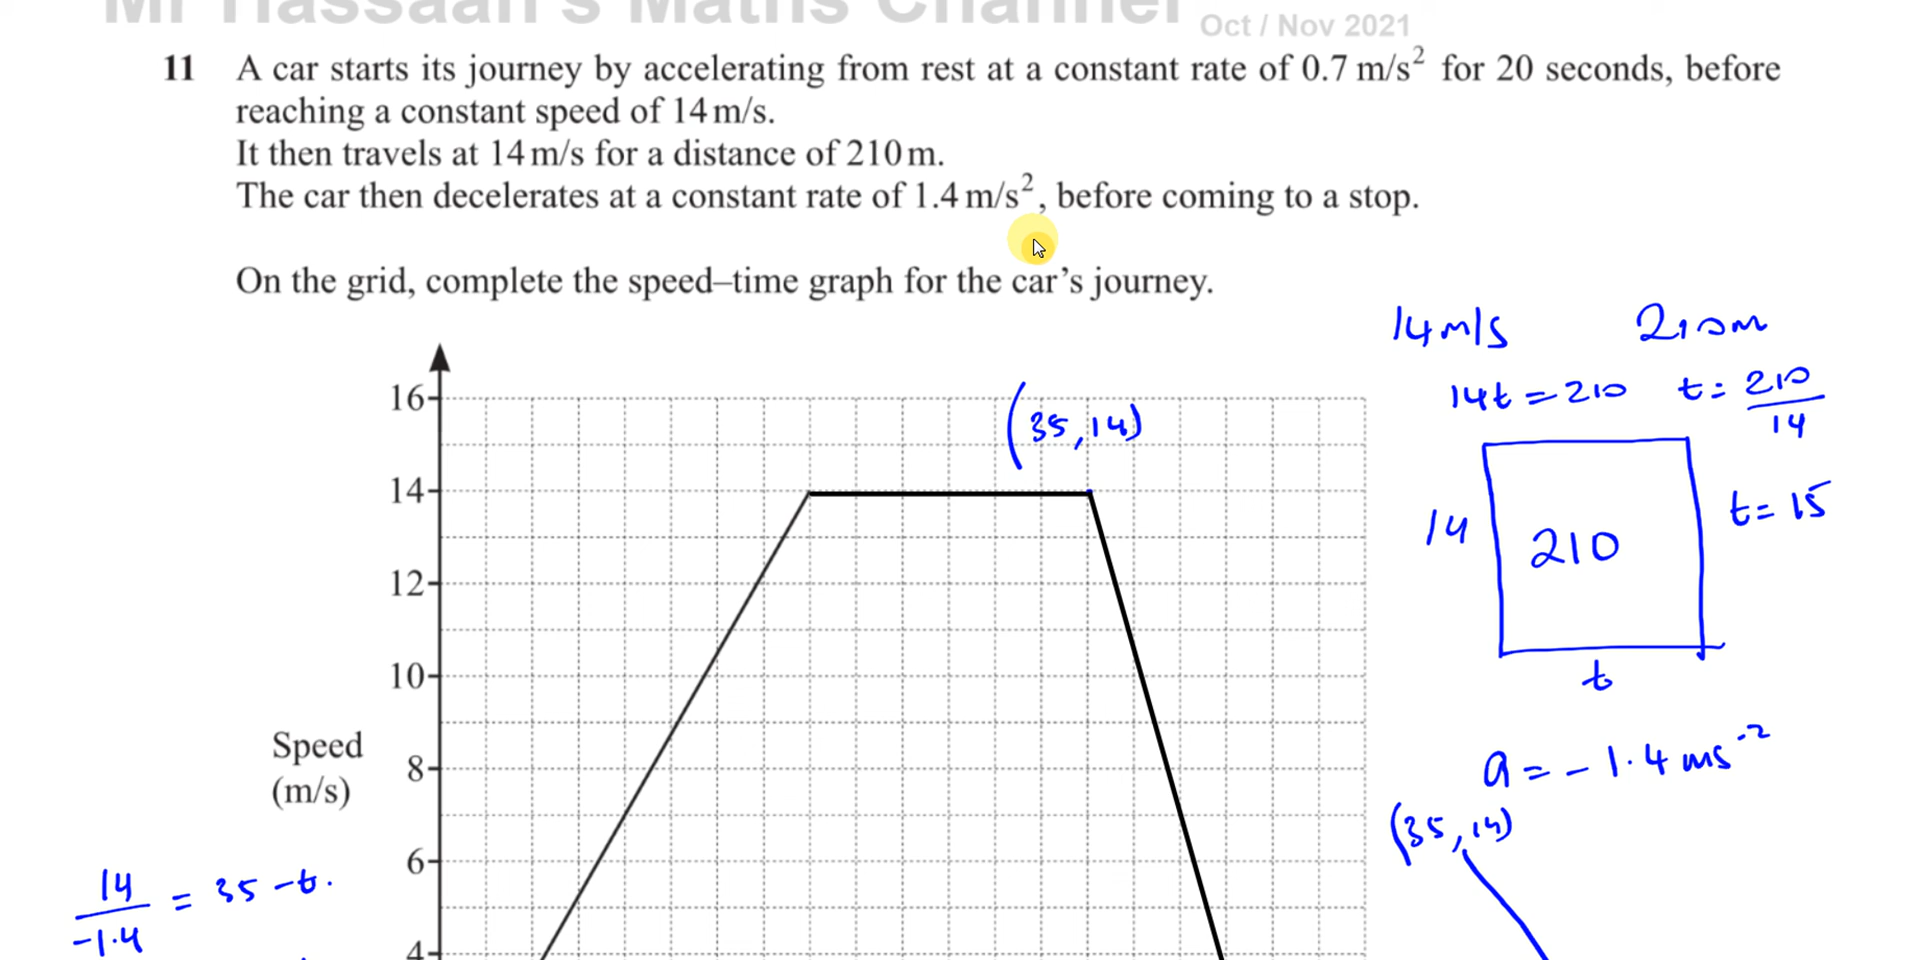 Mr Hassaan's Maths Channel
Oct / Nov 2021
11 A car starts its journey by accelerating from rest at a constant rate of 0.7 m/s² for 20 seconds, before
reaching a constant speed of 14 m/s.
It then travels at 14 m/s for a distance of 210 m.
The car then decelerates at a constant rate of 1.4 m/s², before coming to a stop.
On the grid, complete the speed–time graph for the car's journey.
14m/s 210m
14t = 210 t = 210/14
16
(35,14)
14
14
210
t = 15
12
10
t
Speed
(m/s)
8
a = -1.4 ms⁻²
(35,14)
6
14/-1.4 = 35 - t.
4